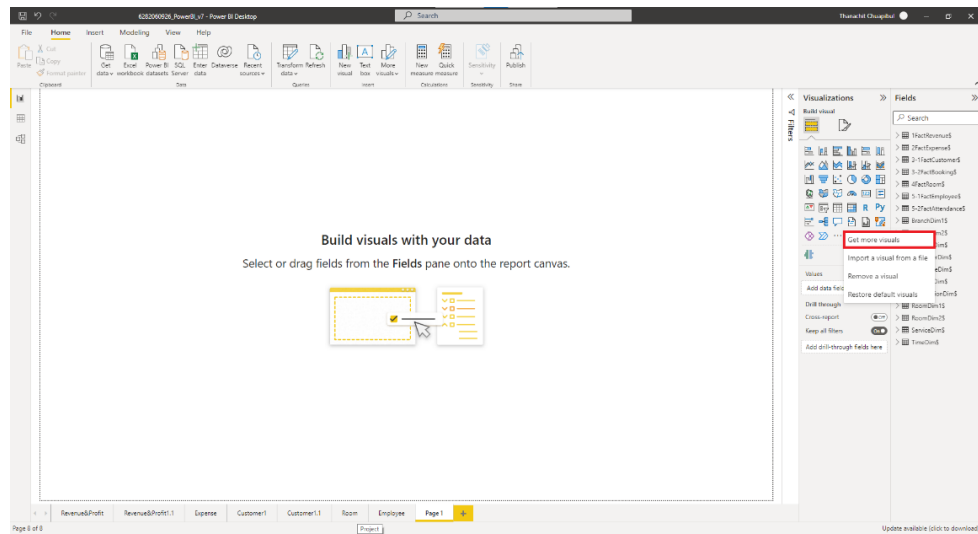 6282060926_PowerBI_v7 - Power BI Desktop
Search
Thanachit Chuapibul
File Home Insert Modeling View Help
Paste
Cut
Copy
Format painter
Get data
Excel workbook
Power BI datasets
SQL Server
Enter data
Dataverse
Recent sources
Transform data
Refresh
New visual
Text box
More visuals
New measure
Quick measure
Sensitivity
Publish
Clipboard
Data
Queries
Insert
Calculations
Sensitivity
Share
Build visuals with your data
Select or drag fields from the Fields pane onto the report canvas.
Filters
Visualizations
Build visual
R Py
Get more visuals
Import a visual from a file
Remove a visual
Restore default visuals
Values
Add data fiel
Drill through
Cross-report
Off
Keep all filters
On
Add drill-through fields here
Fields
Search
1FactRevenue$
2FactExpense$
3-1FactCustomer$
3-2FactBooking$
4FactRoom$
5-1FactEmployee$
5-2FactAttendance$
BranchDim1$
RoomDim1$
RoomDim2$
ServiceDim$
TimeDim$
Revenue&Profit Revenue&Profit1.1 Expense Customer1 Customer1.1 Room Employee Page 1
Page 8 of 8
Project
Update available (click to download